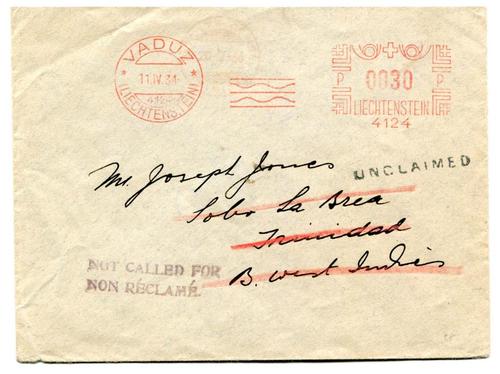 VADUZ
11.IV.34-
4124
(LIECHTENSTEIN)
P 0030 P
LIECHTENSTEIN
4124
UNCLAIMED
Mr. Joseph Jones
Sobo La Brea
Trinidad
B. West Indies
NOT CALLED FOR
NON RÉCLAMÉ.